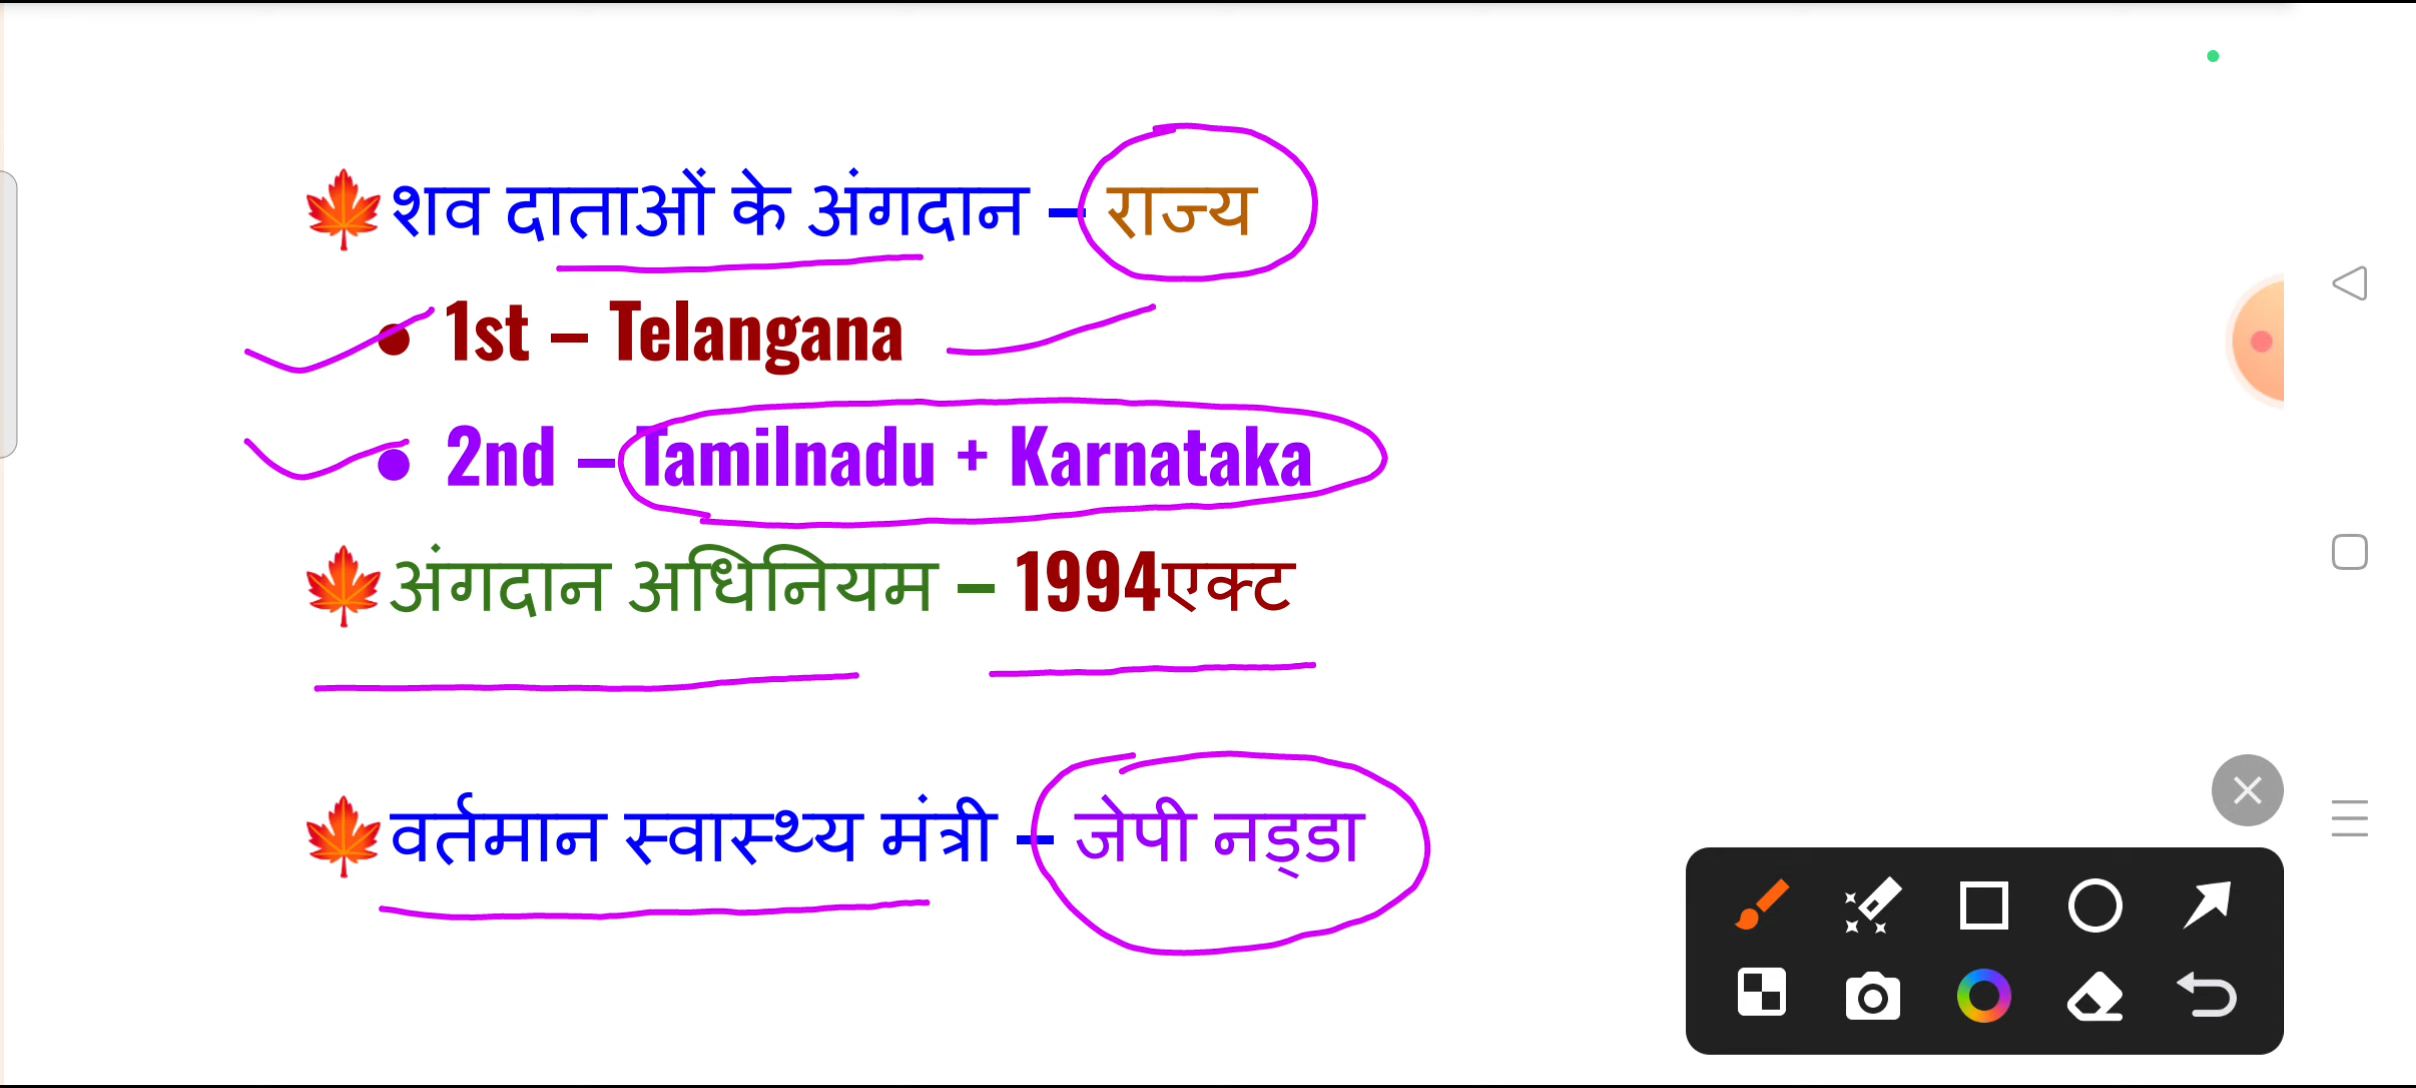 🍁शव दाताओं के अंगदान – राज्य
● 1st – Telangana
● 2nd – Tamilnadu + Karnataka
🍁अंगदान अधिनियम – 1994एक्ट
🍁वर्तमान स्वास्थ्य मंत्री – जेपी नड्डा